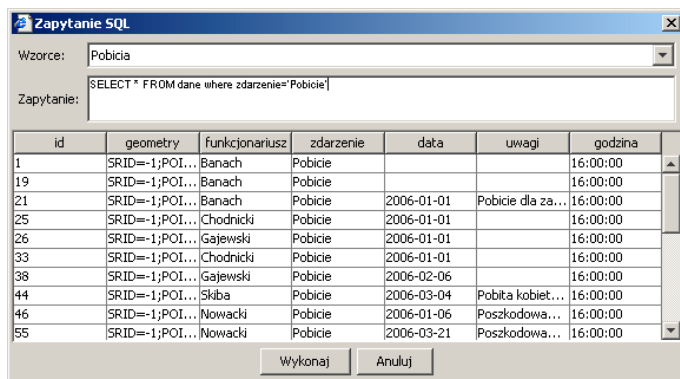 Zapytanie SQL
Wzorce: Pobicia
Zapytanie: SELECT * FROM dane where zdarzenie='Pobicie'
id geometry funkcjonariusz zdarzenie data uwagi godzina
1 SRID=-1;POI... Banach Pobicie 16:00:00
19 SRID=-1;POI... Banach Pobicie 16:00:00
21 SRID=-1;POI... Banach Pobicie 2006-01-01 Pobicie dla za... 16:00:00
25 SRID=-1;POI... Chodnicki Pobicie 2006-01-01 16:00:00
26 SRID=-1;POI... Gajewski Pobicie 2006-01-01 16:00:00
33 SRID=-1;POI... Chodnicki Pobicie 2006-01-01 16:00:00
38 SRID=-1;POI... Gajewski Pobicie 2006-02-06 16:00:00
44 SRID=-1;POI... Skiba Pobicie 2006-03-04 Pobita kobiet... 16:00:00
46 SRID=-1;POI... Nowacki Pobicie 2006-01-06 Poszkodowa... 16:00:00
55 SRID=-1;POI... Nowacki Pobicie 2006-03-21 Poszkodowa... 16:00:00
Wykonaj Anuluj